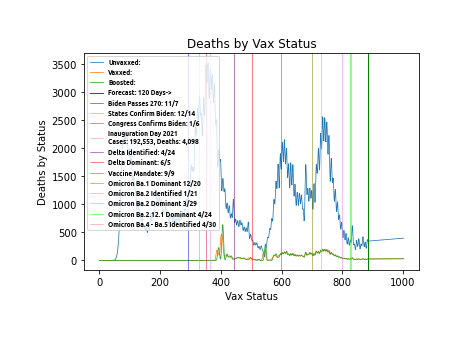 Deaths by Vax Status
Deaths by Status
3500
3000
2500
2000
1500
1000
500
0
Unvaxxed:
Vaxxed:
Boosted:
Forecast: 120 Days->
Biden Passes 270: 11/7
States Confirm Biden: 12/14
Congress Confirms Biden: 1/6
Inauguration Day 2021
Cases: 192,553, Deaths: 4,098
Delta Identified: 4/24
Delta Dominant: 6/5
Vaccine Mandate: 9/9
Omicron Ba.1 Dominant 12/20
Omicron Ba.2 Identified 1/21
Omicron Ba.2 Dominant 3/29
Omicron Ba.2.12.1 Dominant 4/24
Omicron Ba.4 - Ba.5 Identified 4/30
0 200 400 600 800 1000
Vax Status